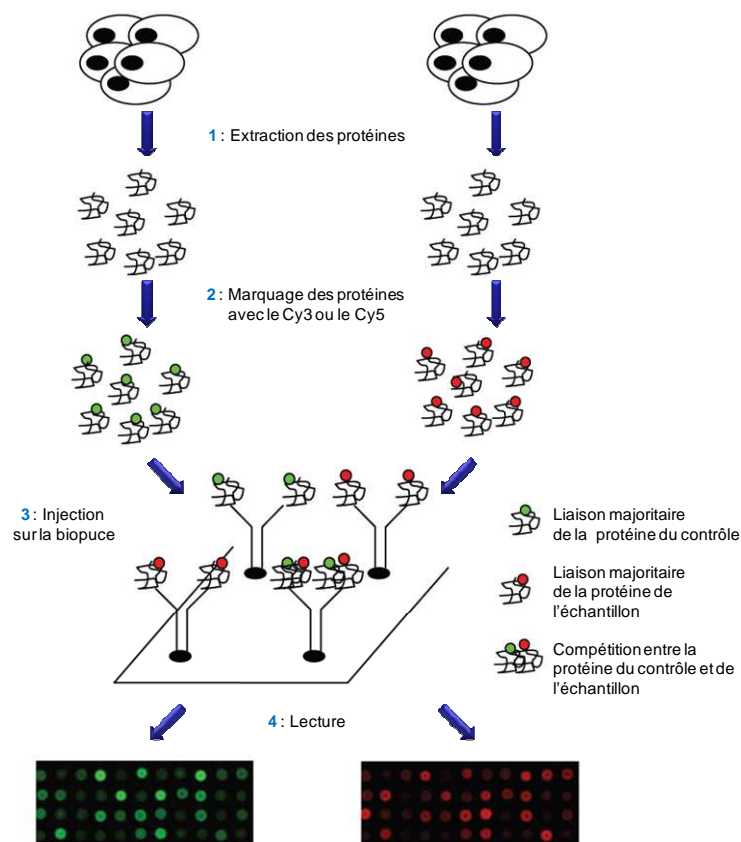 1 : Extraction des protéines
2 : Marquage des protéines
avec le Cy3 ou le Cy5
3 : Injection
sur la biopuce
Liaison majoritaire
de la protéine du contrôle
Liaison majoritaire
de la protéine de
l'échantillon
Compétition entre la
protéine du contrôle et de
l'échantillon
4 : Lecture